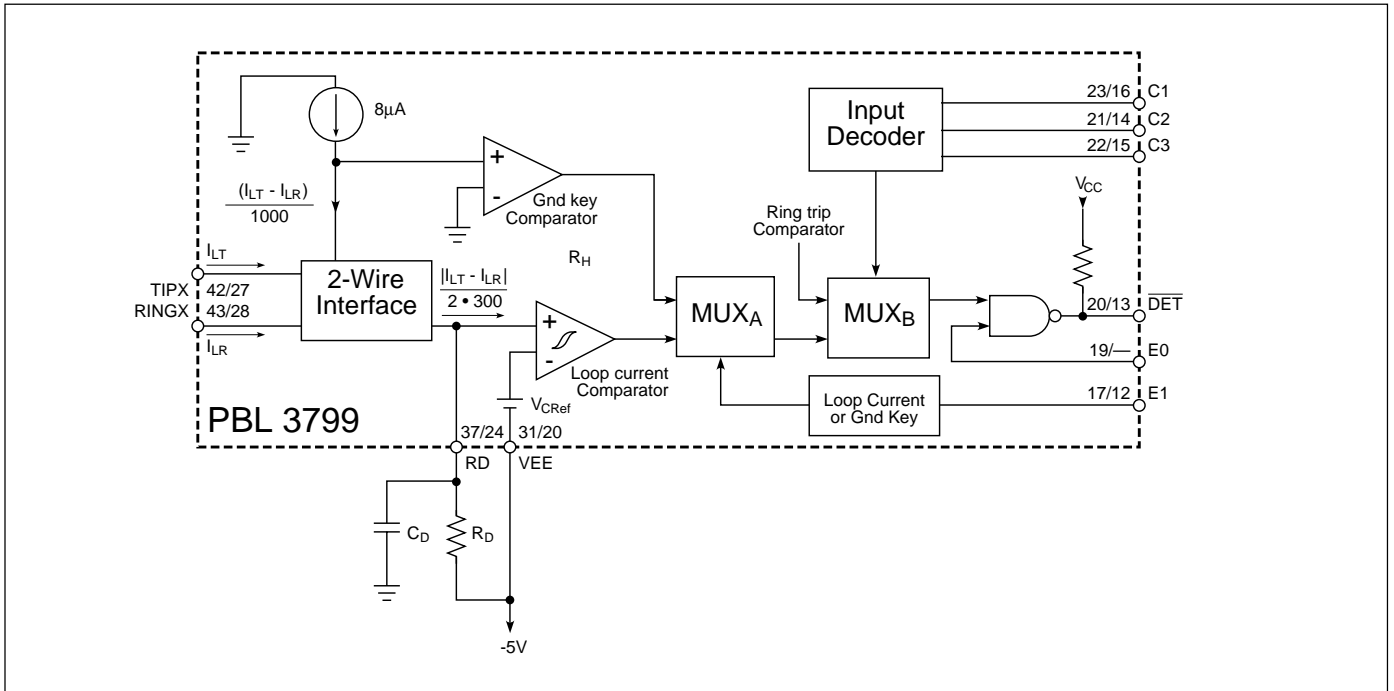 8µA
23/16 C1
21/14 C2
22/15 C3
Input
Decoder
+
-
Gnd key
Comparator
(ILT - ILR)
1000
VCC
Ring trip
Comparator
RH
ILT
TIPX 42/27
RINGX 43/28
ILR
2-Wire
Interface
|ILT - ILR|
2 • 300
+
-
Loop current
Comparator
MUXA
MUXB
20/13 DET
19/— E0
17/12 E1
Loop Current
or Gnd Key
VCRef
PBL 3799
37/24 31/20
RD VEE
CD RD
-5V